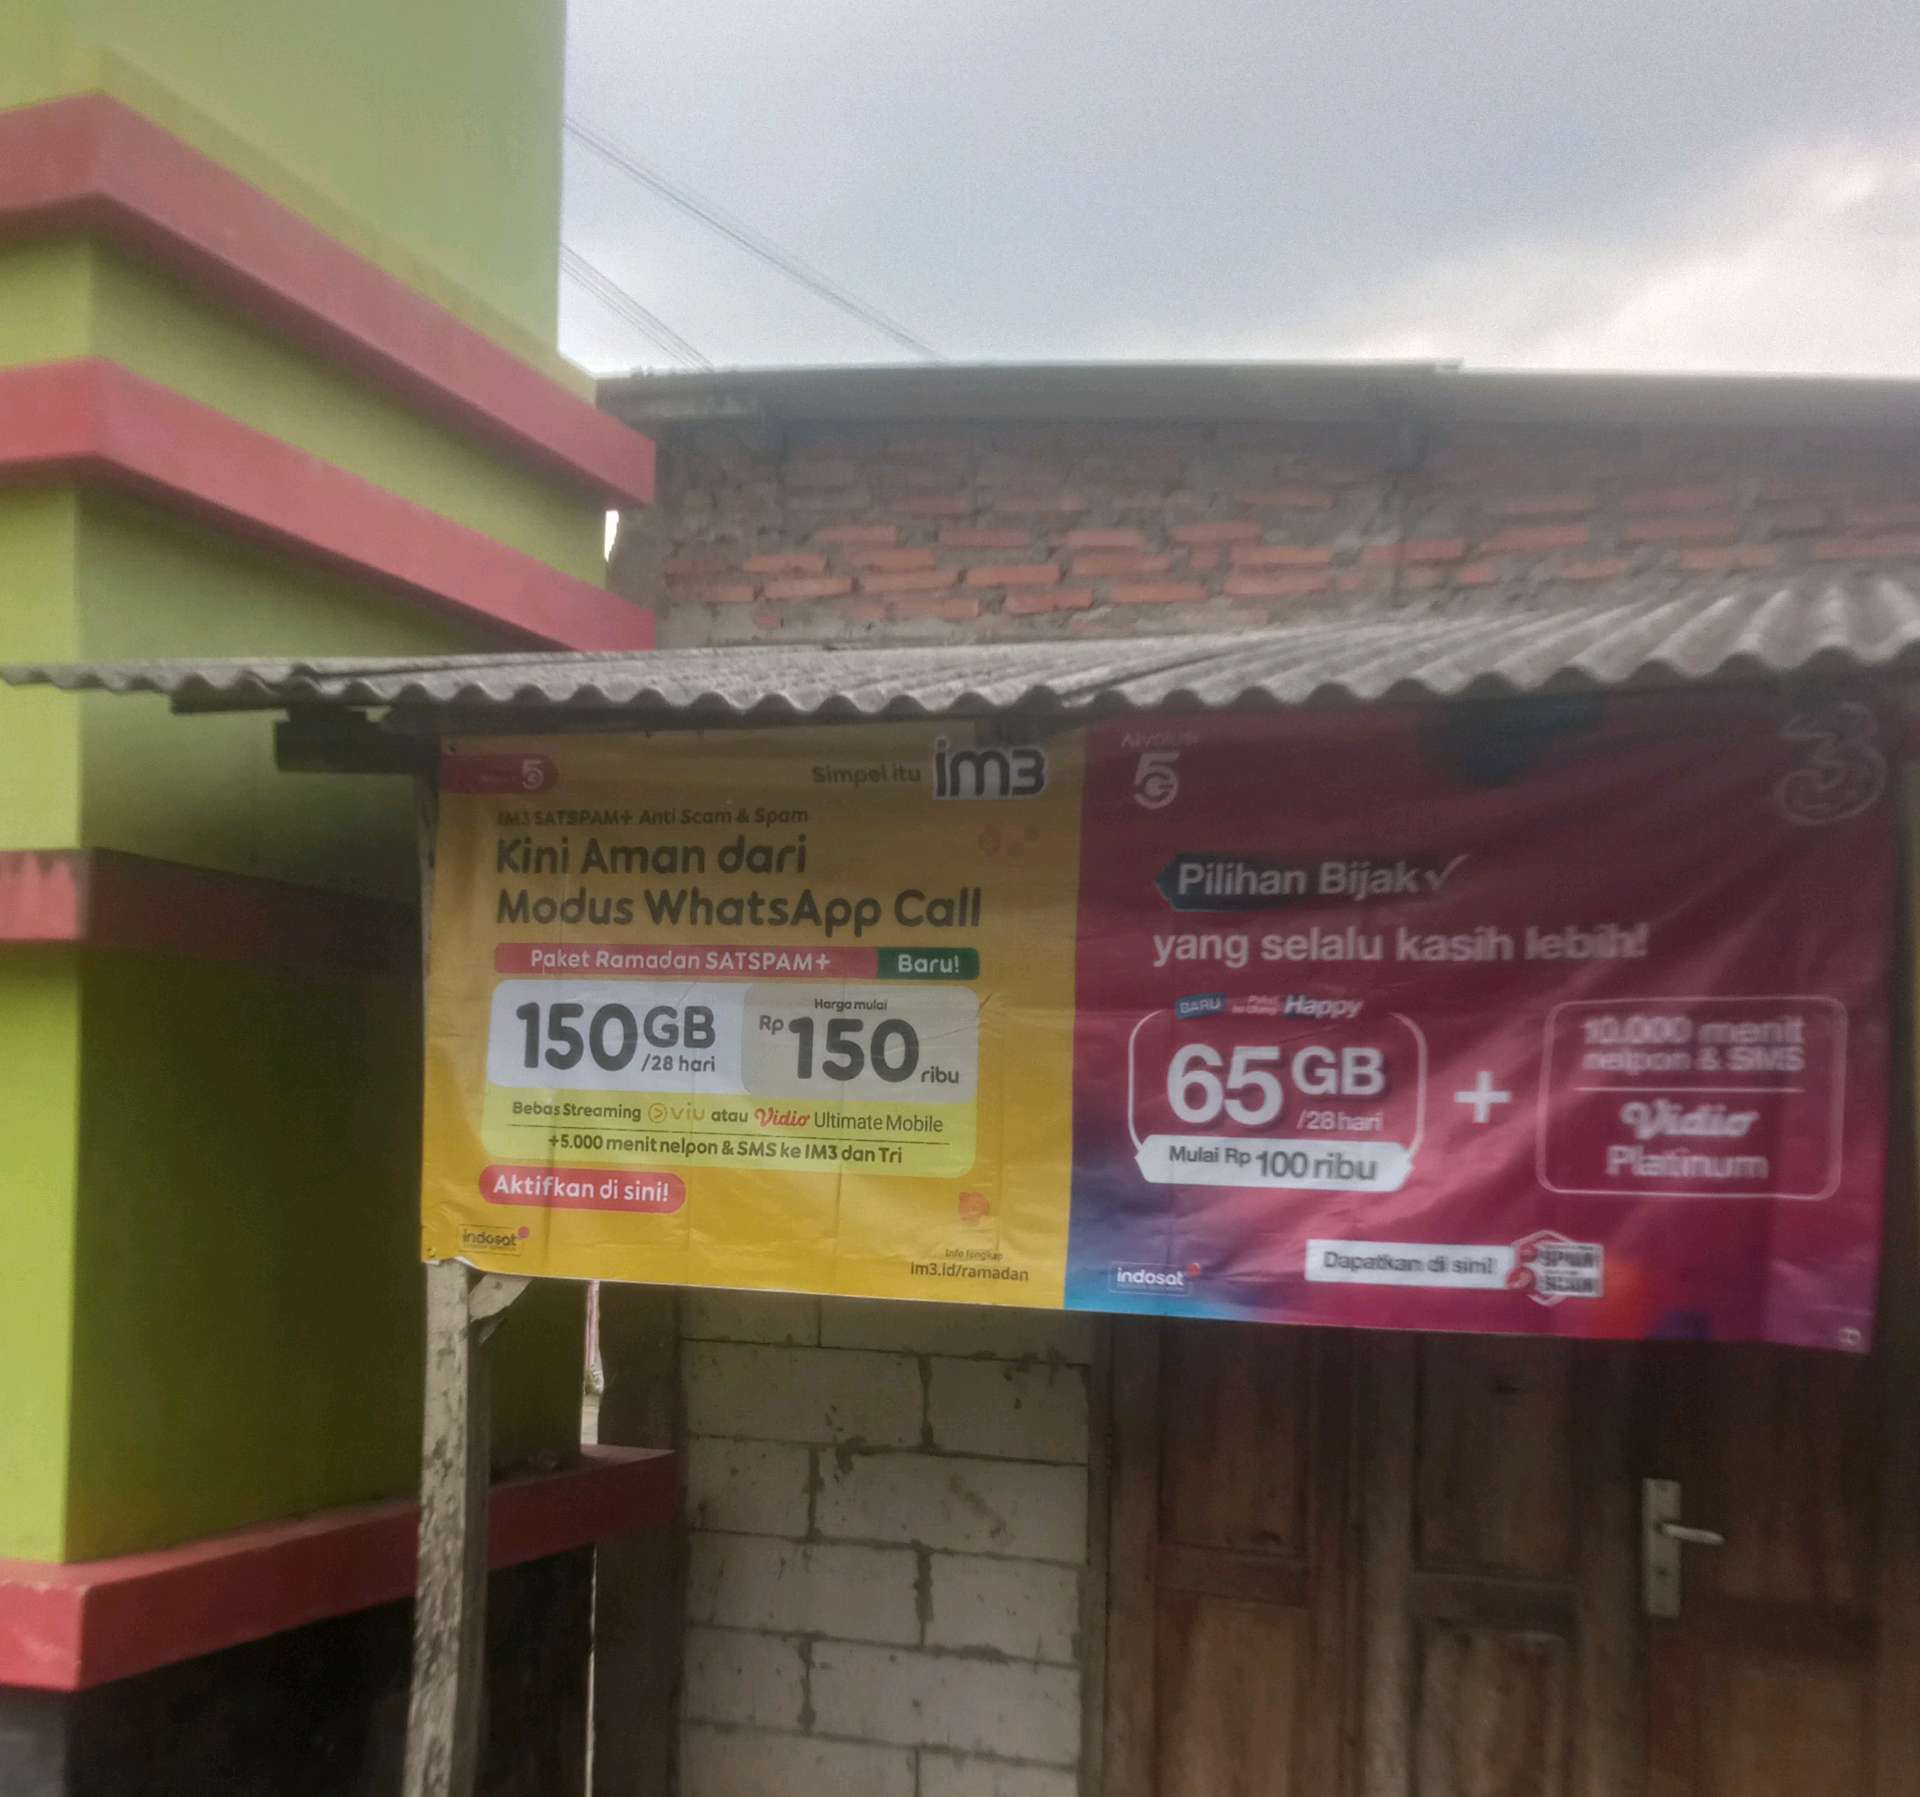 5G
Simpel itu im3
IM3 SATSPAM+ Anti Scam & Spam
Kini Aman dari
Modus WhatsApp Call
Paket Ramadan SATSPAM+ Baru!
150GB
/28 hari
Harga mulai
Rp 150 ribu
Bebas Streaming viu atau Vidio Ultimate Mobile
+5.000 menit nelpon & SMS ke IM3 dan Tri
Aktifkan di sini!
indosat
Info lengkap
im3.id/ramadan
5G
3
Pilihan Bijak
yang selalu kasih lebih!
BARU Happy
65GB
/28 hari
Mulai Rp 100 ribu
+
10.000 menit
nelpon & SMS
Vidio
Platinum
Dapatkan di sini!
indosat